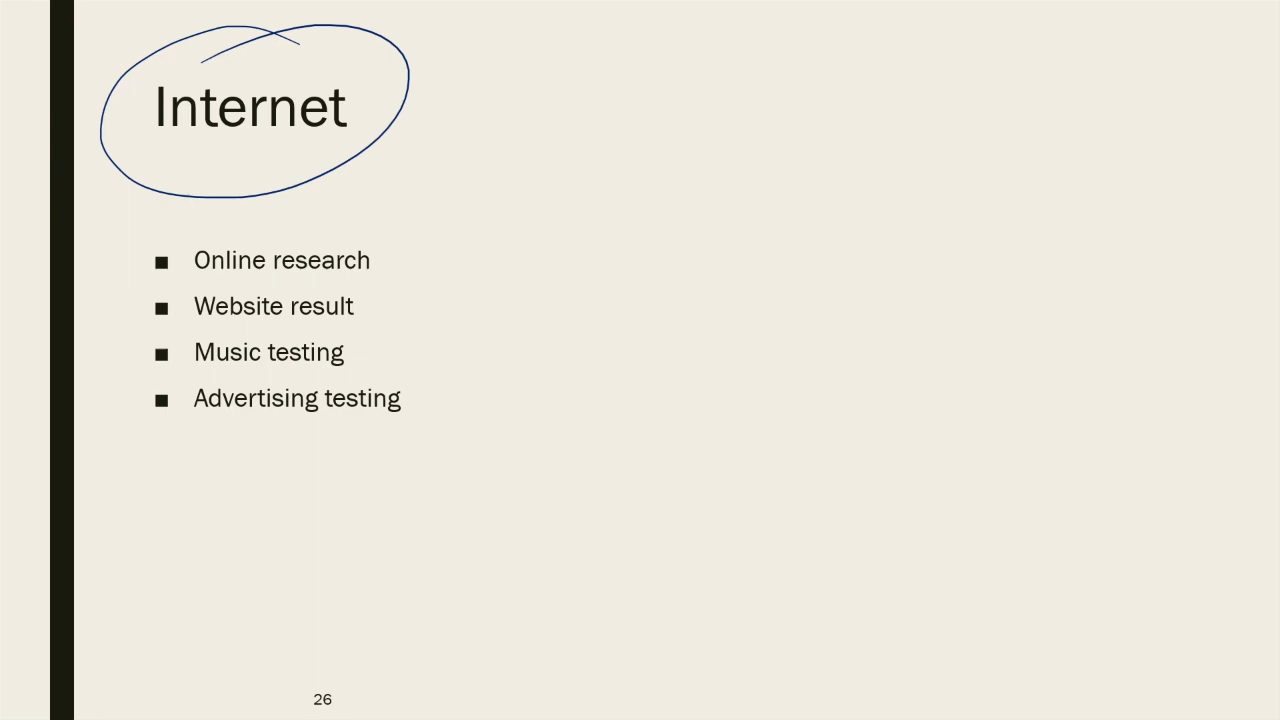 Internet
■ Online research
■ Website result
■ Music testing
■ Advertising testing
26